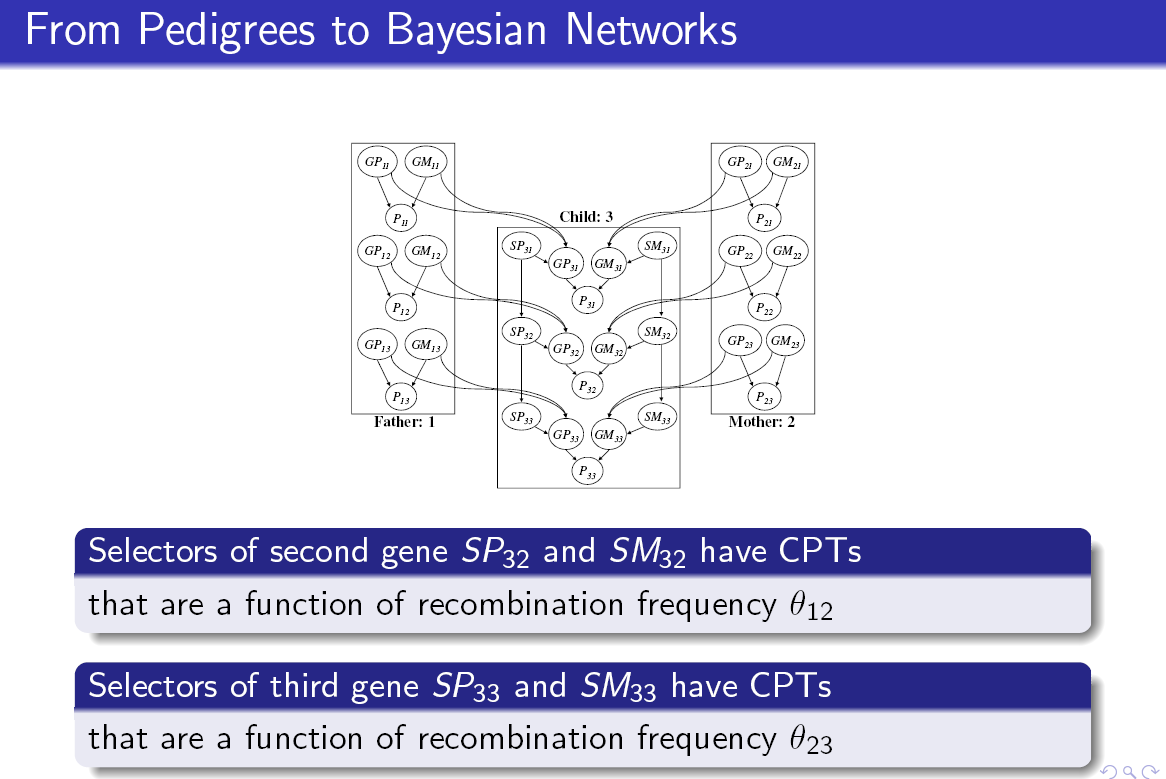 From Pedigrees to Bayesian Networks
GP11 GM11 GP21 GM21
P11 Child: 3 P21
SP31 SM31
GP12 GM12 GP31 GM31 GP22 GM22
P31
P12 P22
SP32 SM32
GP13 GM13 GP32 GM32 GP23 GM23
P32
P13 P23
SP33 SM33
Father: 1 GP33 GM33 Mother: 2
P33
Selectors of second gene SP32 and SM32 have CPTs
that are a function of recombination frequency θ12
Selectors of third gene SP33 and SM33 have CPTs
that are a function of recombination frequency θ23